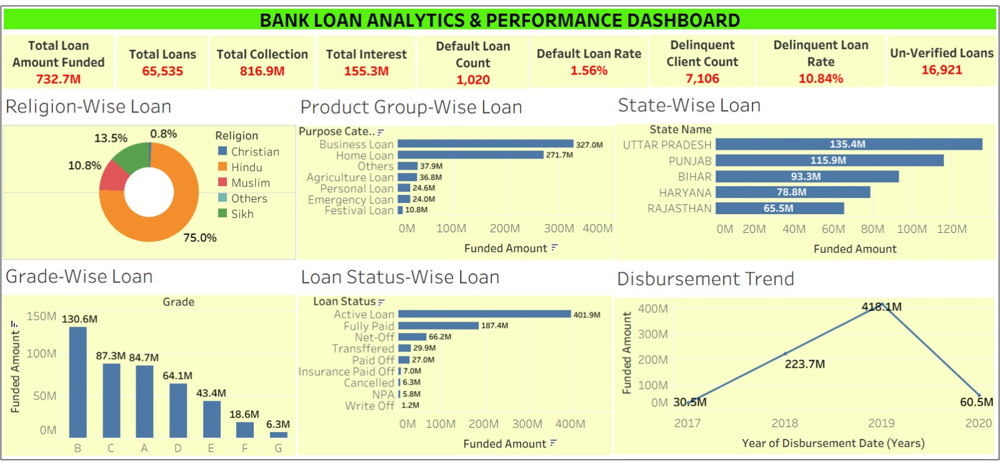 BANK LOAN ANALYTICS & PERFORMANCE DASHBOARD
Total Loan
Amount Funded
732.7M
Total Loans
65,535
Total Collection
816.9M
Total Interest
155.3M
Default Loan
Count
1,020
Default Loan Rate
1.56%
Delinquent
Client Count
7,106
Delinquent Loan
Rate
10.84%
Un-Verified Loans
16,921
Religion-Wise Loan
13.5%
0.8%
10.8%
75.0%
Religion
Christian
Hindu
Muslim
Others
Sikh
Product Group-Wise Loan
Purpose Cate..
Business Loan 327.0M
Home Loan 271.7M
Others 37.9M
Agriculture Loan 36.8M
Personal Loan 24.6M
Emergency Loan 24.0M
Festival Loan 10.8M
0M 100M 200M 300M 400M
Funded Amount
State-Wise Loan
State Name
UTTAR PRADESH 135.4M
PUNJAB 115.9M
BIHAR 93.3M
HARYANA 78.8M
RAJASTHAN 65.5M
0M 20M 40M 60M 80M 100M 120M
Funded Amount
Grade-Wise Loan
Grade
Funded Amount
150M
100M
50M
0M
130.6M
87.3M
84.7M
64.1M
43.4M
18.6M
6.3M
B C A D E F G
Loan Status-Wise Loan
Loan Status
Active Loan 401.9M
Fully Paid 187.4M
Net-Off 66.2M
Transffered 29.9M
Paid Off 27.0M
Insurance Paid Off 7.0M
Cancelled 6.3M
NPA 5.8M
Write Off 1.2M
0M 100M 200M 300M 400M
Funded Amount
Disbursement Trend
Funded Amount
400M
300M
200M
100M
0M
30.5M
223.7M
418.1M
60.5M
2017 2018 2019 2020
Year of Disbursement Date (Years)